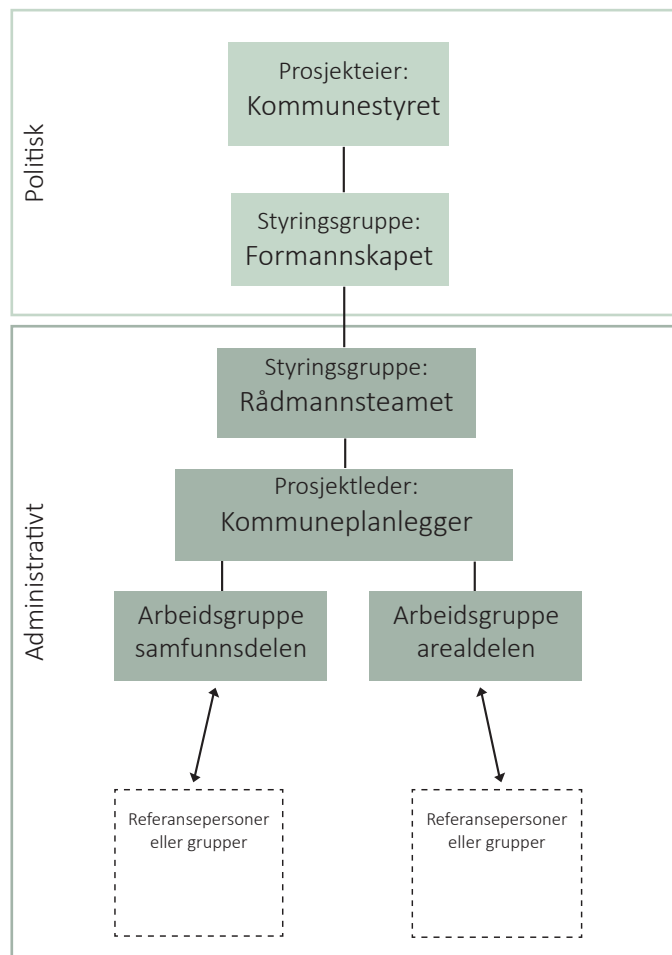 Politisk
Prosjekteier:
Kommunestyret
Styringsgruppe:
Formannskapet
Administrativt
Styringsgruppe:
Rådmannsteamet
Prosjektleder:
Kommuneplanlegger
Arbeidsgruppe
samfunnsdelen
Arbeidsgruppe
arealdelen
Referansepersoner
eller grupper
Referansepersoner
eller grupper